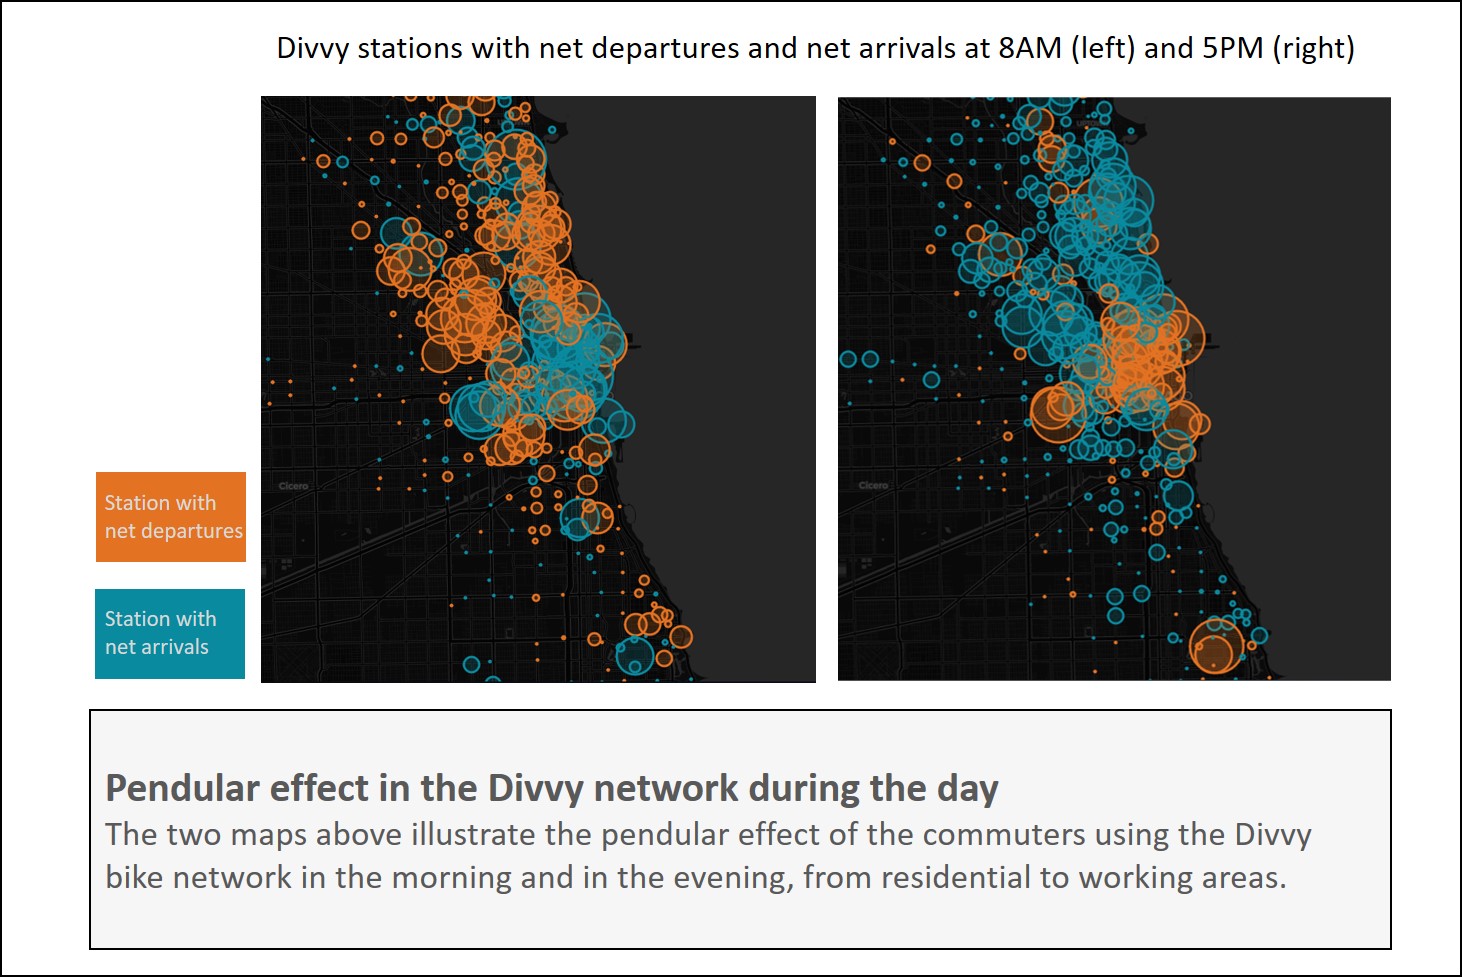 Divvy stations with net departures and net arrivals at 8AM (left) and 5PM (right)
Cicero
Cicero
Station with
net departures
Station with
net arrivals
Pendular effect in the Divvy network during the day
The two maps above illustrate the pendular effect of the commuters using the Divvy
bike network in the morning and in the evening, from residential to working areas.